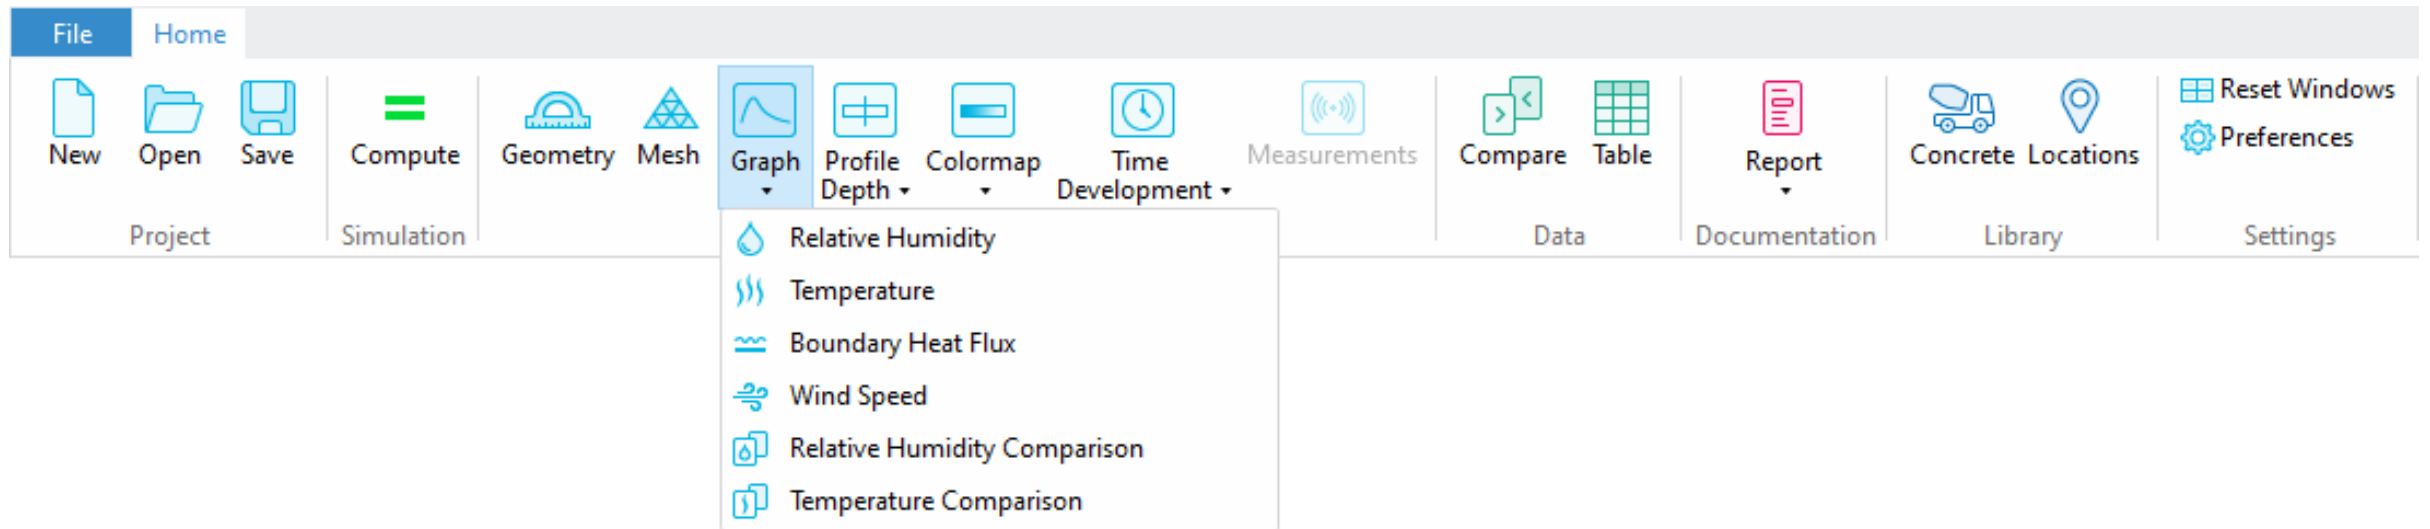 File Home
New Open Save Compute Geometry Mesh Graph Profile Depth Colormap Time Development Measurements Compare Table Report Concrete Locations Reset Windows
Preferences
Project Simulation Data Documentation Library Settings
Relative Humidity
Temperature
Boundary Heat Flux
Wind Speed
Relative Humidity Comparison
Temperature Comparison